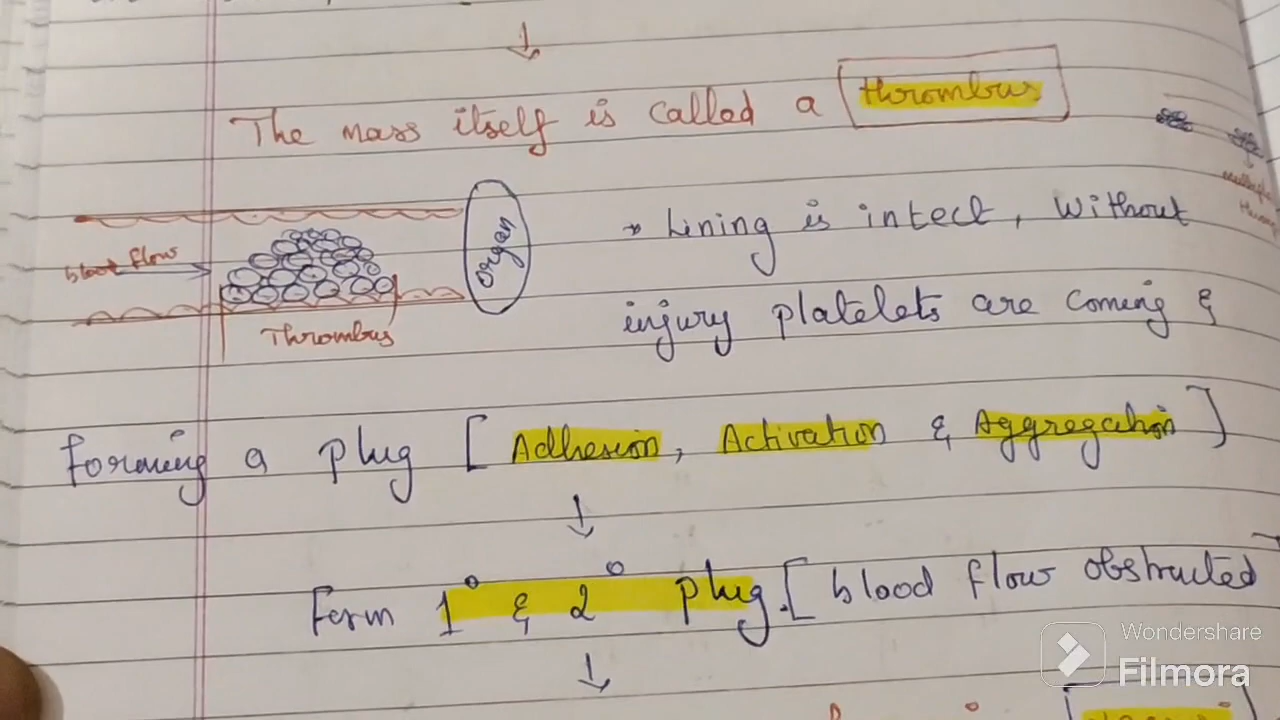 ↓
The mass itself is called a thrombus
blood flow
organ
Thrombus
* Lining is intect, Without
injury platelets are coming &
forming a plug [ Adhesion, Activation & Aggregation ]
↓
Form 1° & 2° plug. [ blood flow obstructed ]
↓
Wondershare
Filmora